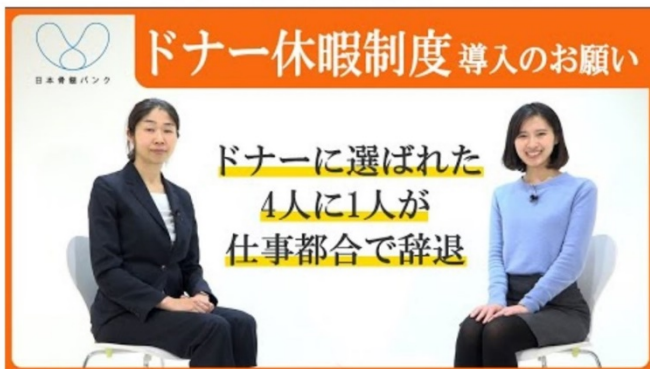 日本骨髄バンク
ドナー休暇制度 導入のお願い
ドナーに選ばれた
4人に1人が
仕事都合で辞退